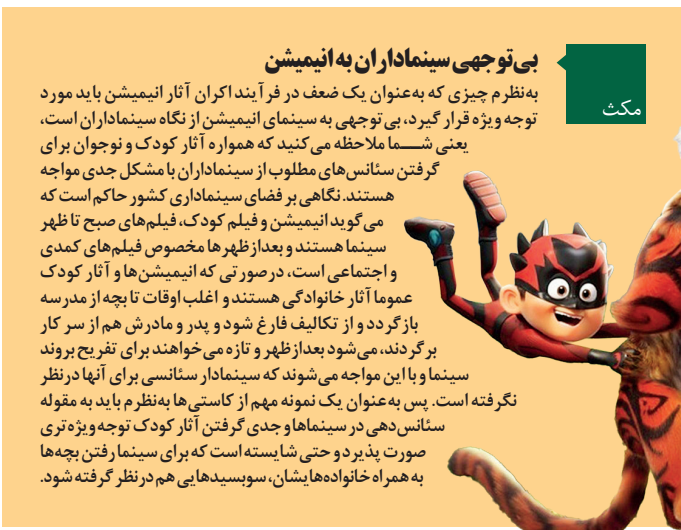 مکث
بی‌توجهی سینماداران به انیمیشن
به‌نظرم چیزی که به‌عنوان یک ضعف در فرآیند اکران آثار انیمیشن باید مورد
توجه ویژه قرار گیرد، بی‌توجهی به سینمای انیمیشن از نگاه سینماداران است،
یعنی شما ملاحظه می‌کنید که همواره آثار کودک و نوجوان برای
گرفتن سئانس‌های مطلوب از سینماداران با مشکل جدی مواجه
هستند. نگاهی بر فضای سینماداری کشور حاکم است که
می‌گوید انیمیشن و فیلم کودک، فیلم‌های صبح تا ظهر
سینما هستند و بعدازظهرها مخصوص فیلم‌های کمدی
و اجتماعی است، درصورتی که انیمیشن‌ها و آثار کودک
عموما آثار خانوادگی هستند و اغلب اوقات تا بچه از مدرسه
بازگردد و از تکالیف فارغ شود و پدر و مادرش هم از سر کار
برگردند، می‌شود بعدازظهر و تازه می‌خواهند برای تفریح بروند
سینما و با این مواجه می‌شوند که سینمادار سئانسی برای آنها درنظر
نگرفته است. پس به‌عنوان یک نمونه مهم از کاستی‌ها به‌نظرم باید به مقوله
سئانس‌دهی در سینماها و جدی گرفتن آثار کودک توجه ویژه‌تری
صورت پذیرد و حتی شایسته است که برای سینما رفتن بچه‌ها
به همراه خانواده‌هایشان، سوبسیدهایی هم درنظر گرفته شود.